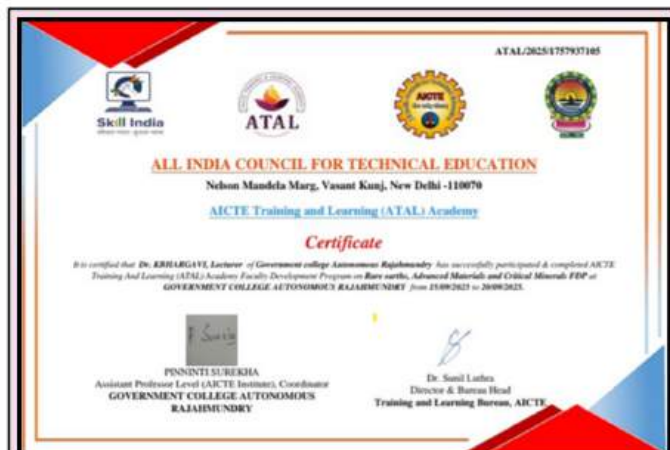 ATAL/2025/1757937105
Skill India
कौशल भारत - कुशल भारत
ATAL
AICTE
ALL INDIA COUNCIL FOR TECHNICAL EDUCATION
Nelson Mandela Marg, Vasant Kunj, New Delhi -110070
AICTE Training and Learning (ATAL) Academy
Certificate
It is certified that Dr. KBHARGAVI, Lecturer of Government college Autonomous Rajahmundry has successfully participated & completed AICTE
Training And Learning (ATAL) Academy Faculty Development Program on Rare earths, Advanced Materials and Critical Minerals FDP at
GOVERNMENT COLLEGE AUTONOMOUS RAJAHMUNDRY from 15/09/2025 to 20/09/2025.
PINNINTI SUREKHA
Assistant Professor Level (AICTE Institute), Coordinator
GOVERNMENT COLLEGE AUTONOMOUS
RAJAHMUNDRY
Dr. Sunil Luthra
Director & Bureau Head
Training and Learning Bureau, AICTE